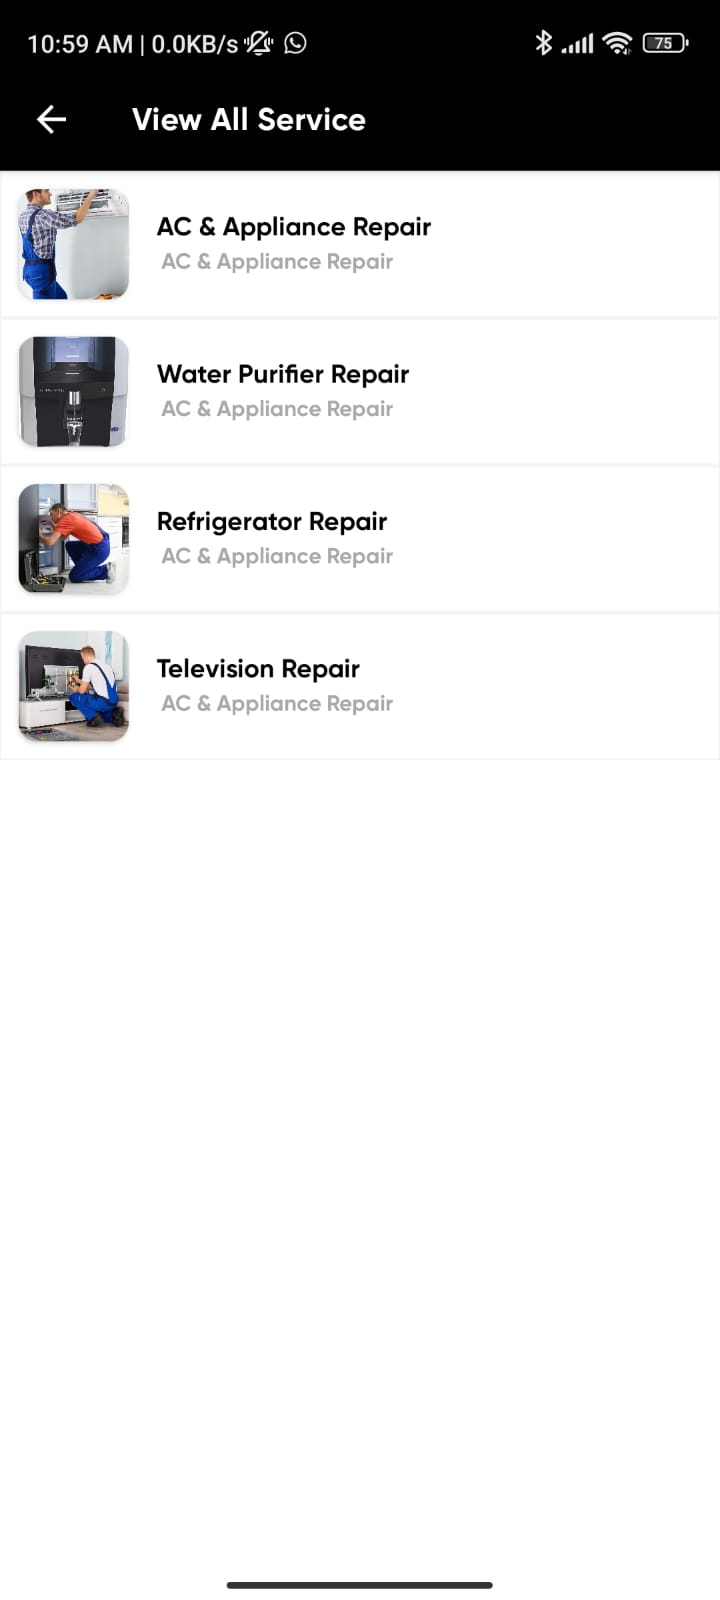 10:59 AM | 0.0KB/s
75
View All Service
AC & Appliance Repair
AC & Appliance Repair
Water Purifier Repair
AC & Appliance Repair
Refrigerator Repair
AC & Appliance Repair
Television Repair
AC & Appliance Repair